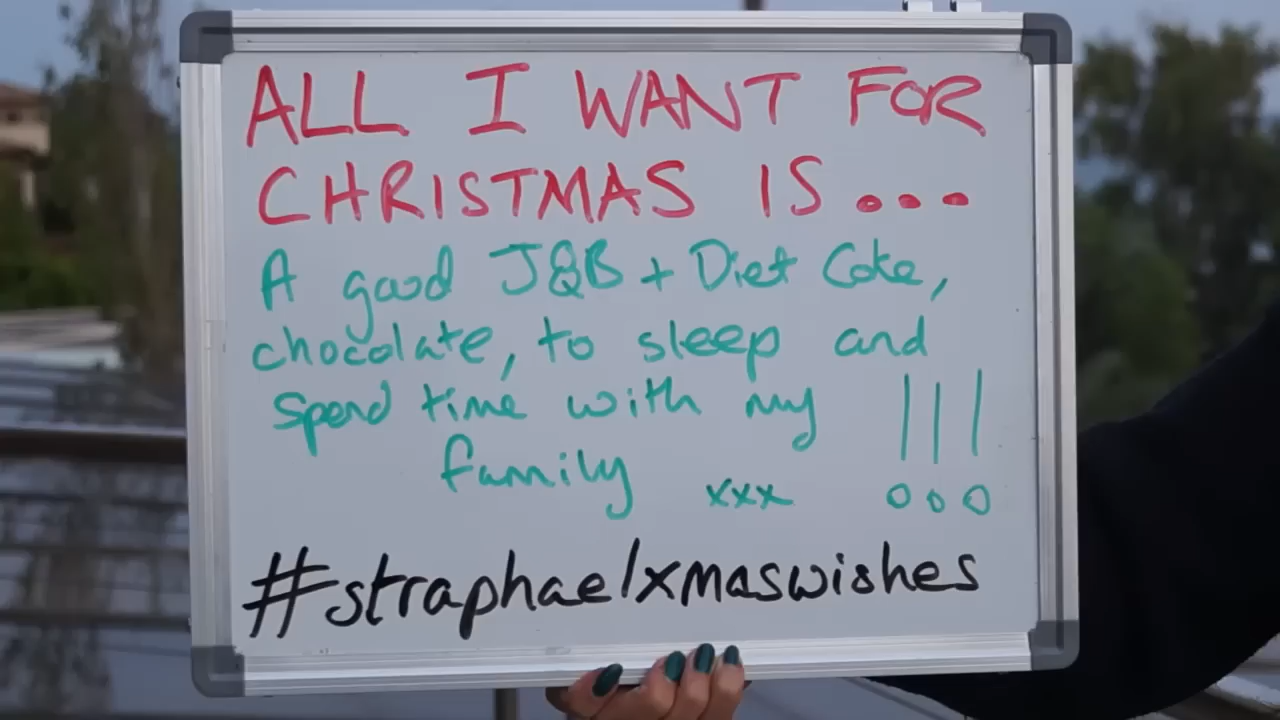 ALL I WANT FOR
CHRISTMAS IS...
A good J&B + Diet Coke,
chocolate, to sleep and
spend time with my !!!
family xxx
#straphaelxmaswishes